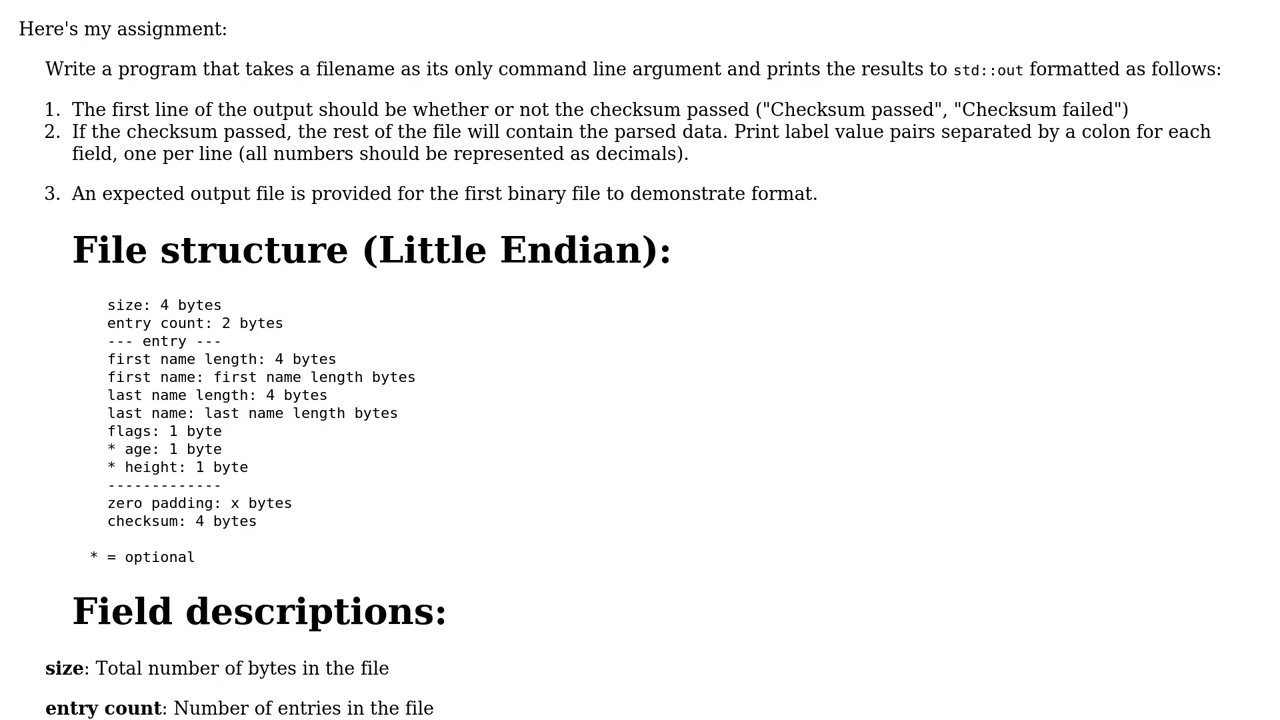 Here's my assignment:
Write a program that takes a filename as its only command line argument and prints the results to std::out formatted as follows:
1. The first line of the output should be whether or not the checksum passed ("Checksum passed", "Checksum failed")
2. If the checksum passed, the rest of the file will contain the parsed data. Print label value pairs separated by a colon for each
field, one per line (all numbers should be represented as decimals).
3. An expected output file is provided for the first binary file to demonstrate format.
File structure (Little Endian):
size: 4 bytes
entry count: 2 bytes
--- entry ---
first name length: 4 bytes
first name: first name length bytes
last name length: 4 bytes
last name: last name length bytes
flags: 1 byte
* age: 1 byte
* height: 1 byte
-------------
zero padding: x bytes
checksum: 4 bytes
* = optional
Field descriptions:
size: Total number of bytes in the file
entry count: Number of entries in the file